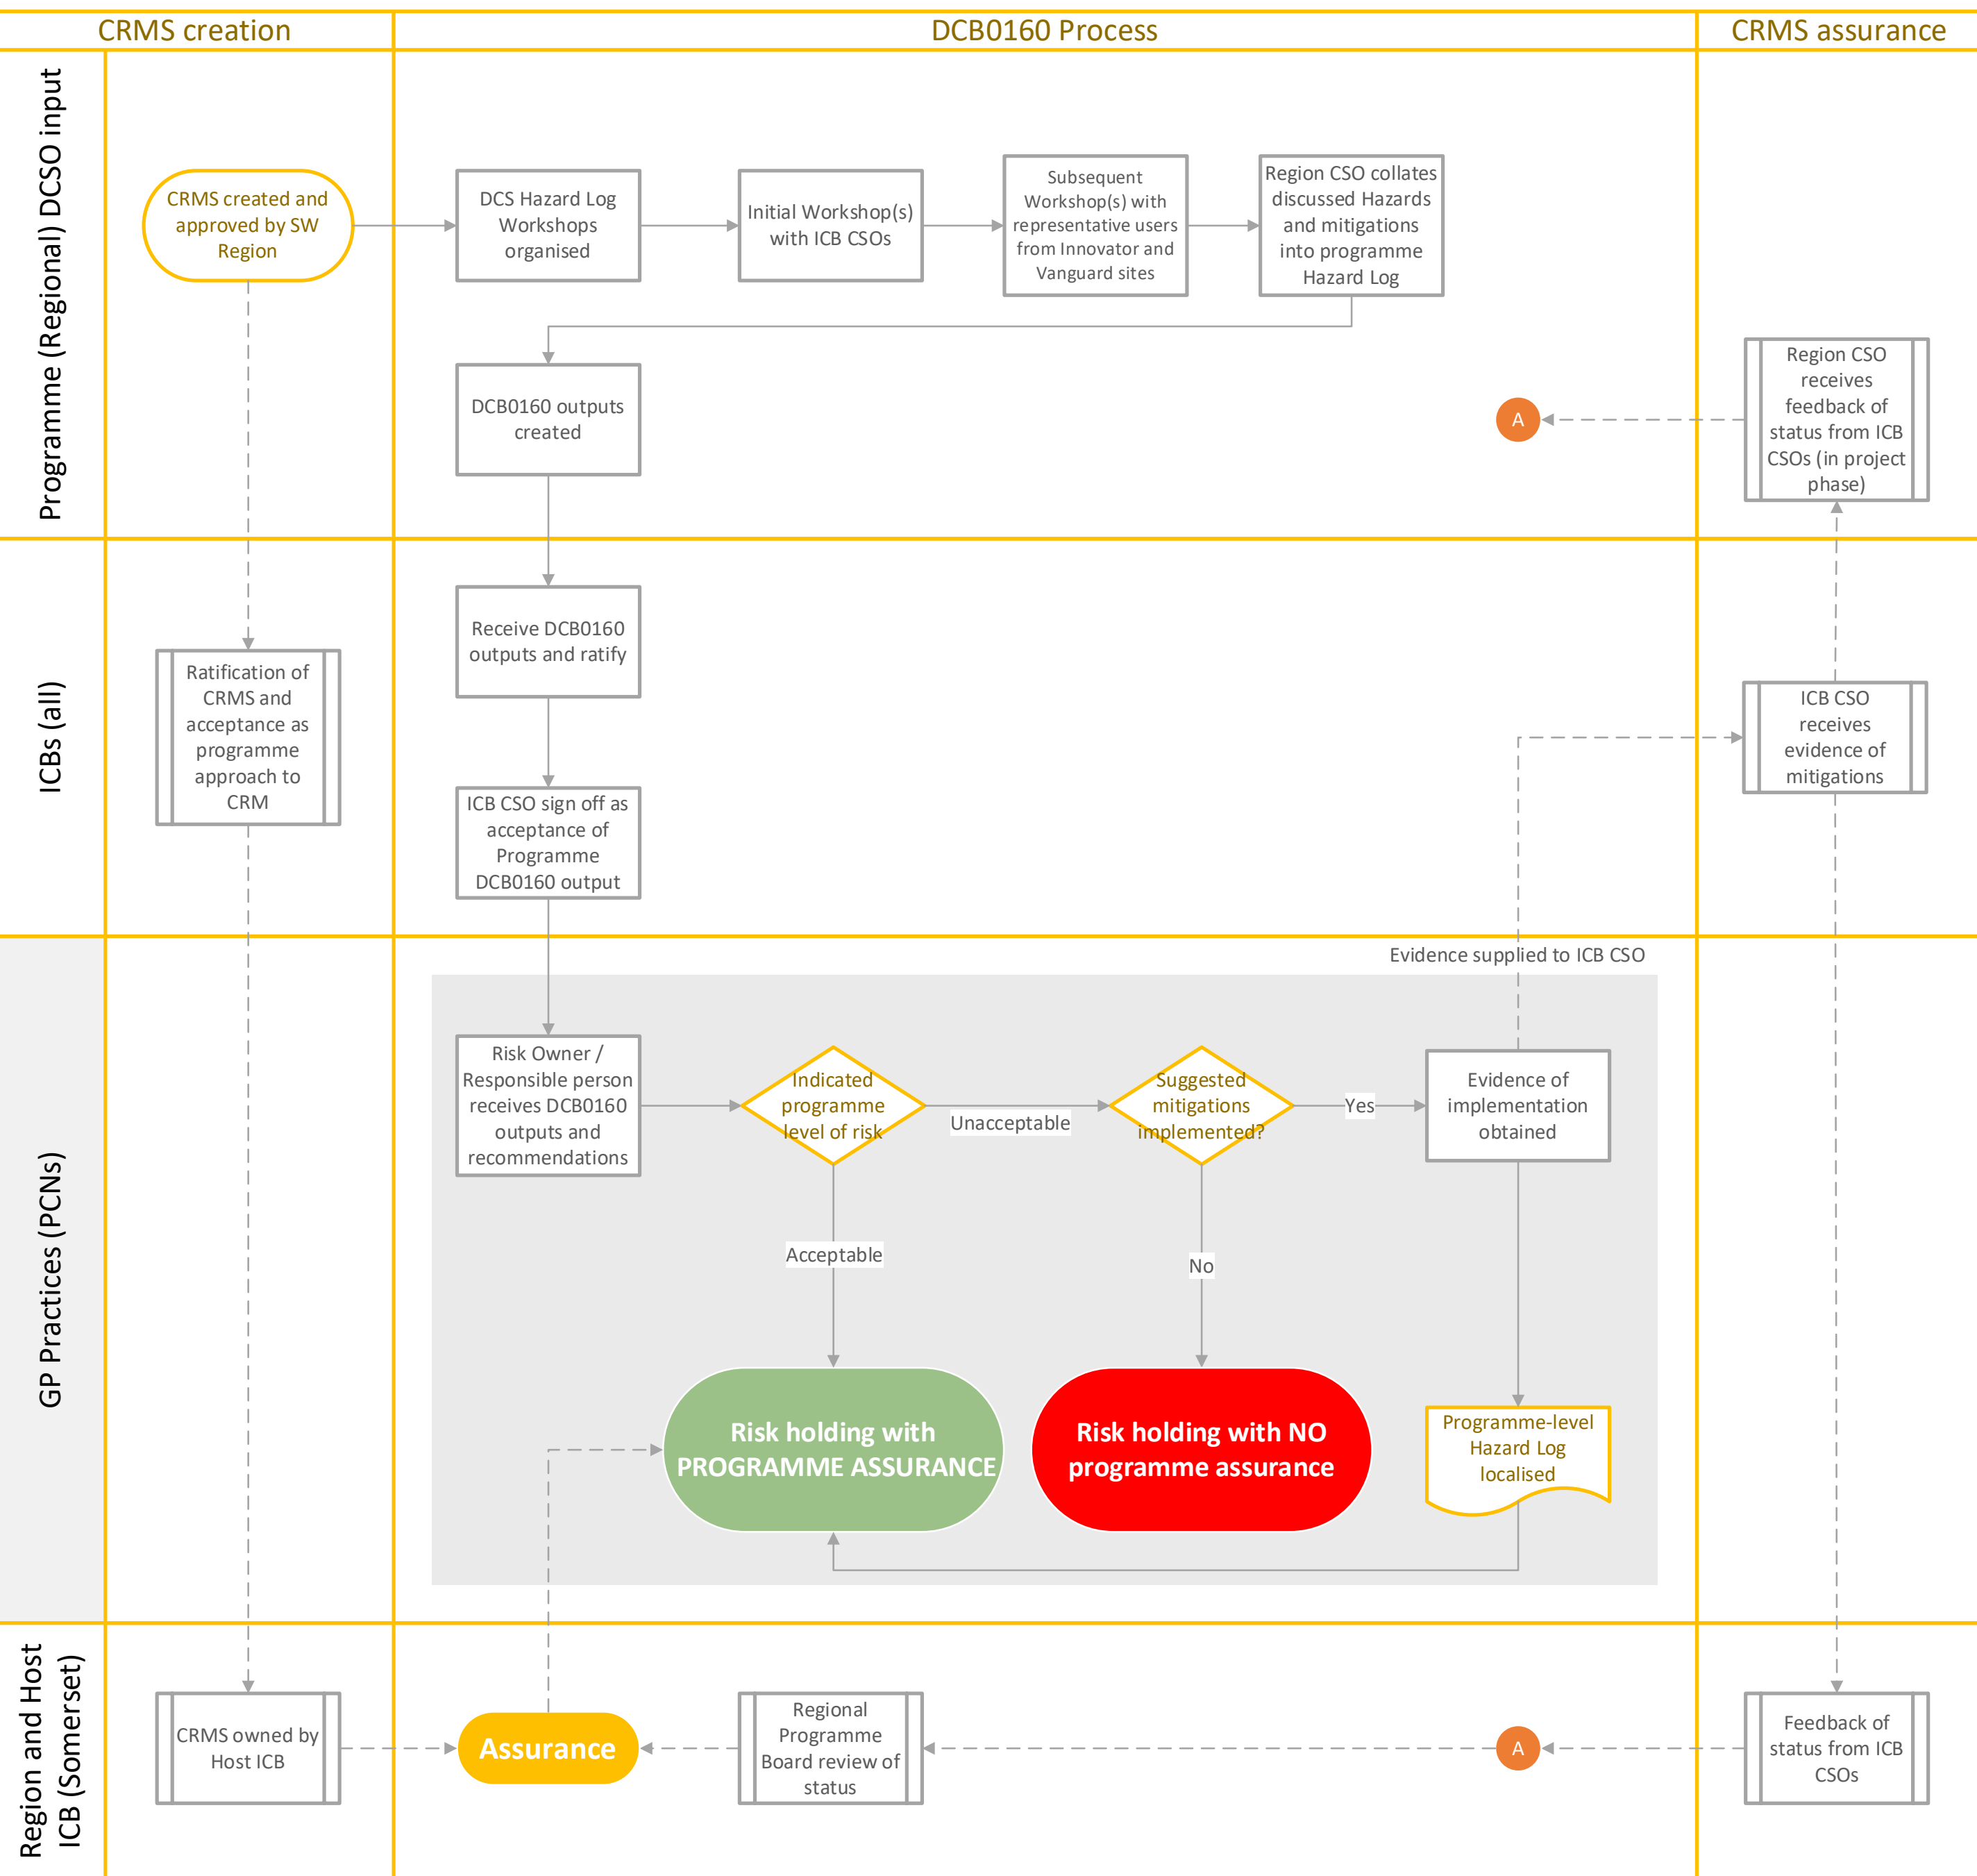 CRMS creation
DCB0160 Process
CRMS assurance
Programme (Regional) DCSO input
CRMS created and
approved by SW
Region
DCS Hazard Log
Workshops
organised
Initial Workshop(s)
with ICB CSOs
Subsequent
Workshop(s) with
representative users
from Innovator and
Vanguard sites
Region CSO collates
discussed Hazards
and mitigations
into programme
Hazard Log
DCB0160 outputs
created
A
Region CSO
receives
feedback of
status from ICB
CSOs (in project
phase)
ICBs (all)
Ratification of
CRMS and
acceptance as
programme
approach to
CRM
Receive DCB0160
outputs and ratify
ICB CSO sign off as
acceptance of
Programme
DCB0160 output
ICB CSO
receives
evidence of
mitigations
GP Practices (PCNs)
Evidence supplied to ICB CSO
Risk Owner /
Responsible person
receives DCB0160
outputs and
recommendations
Indicated
programme
level of risk
Unacceptable
Suggested
mitigations
implemented?
Yes
Evidence of
implementation
obtained
Acceptable
No
Risk holding with
PROGRAMME ASSURANCE
Risk holding with NO
programme assurance
Programme-level
Hazard Log
localised
Region and Host
ICB (Somerset)
CRMS owned by
Host ICB
Assurance
Regional
Programme
Board review of
status
A
Feedback of
status from ICB
CSOs